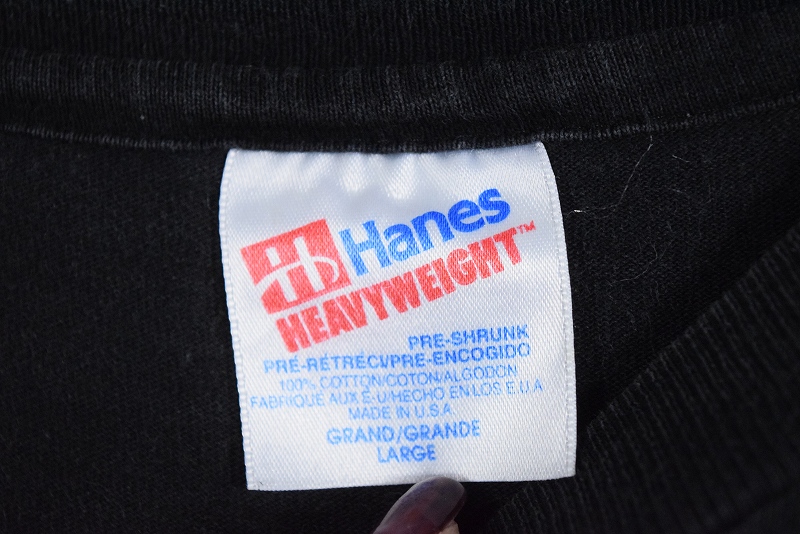 Hanes
HEAVYWEIGHT™
PRE-SHRUNK
PRÉ-RÉTRÉCI/PRE-ENCOGIDO
100% COTTON/COTON/ALGODON
FABRIQUÉ AUX É-U/HECHO EN LOS E.U.A
MADE IN U.S.A
GRAND/GRANDE
LARGE